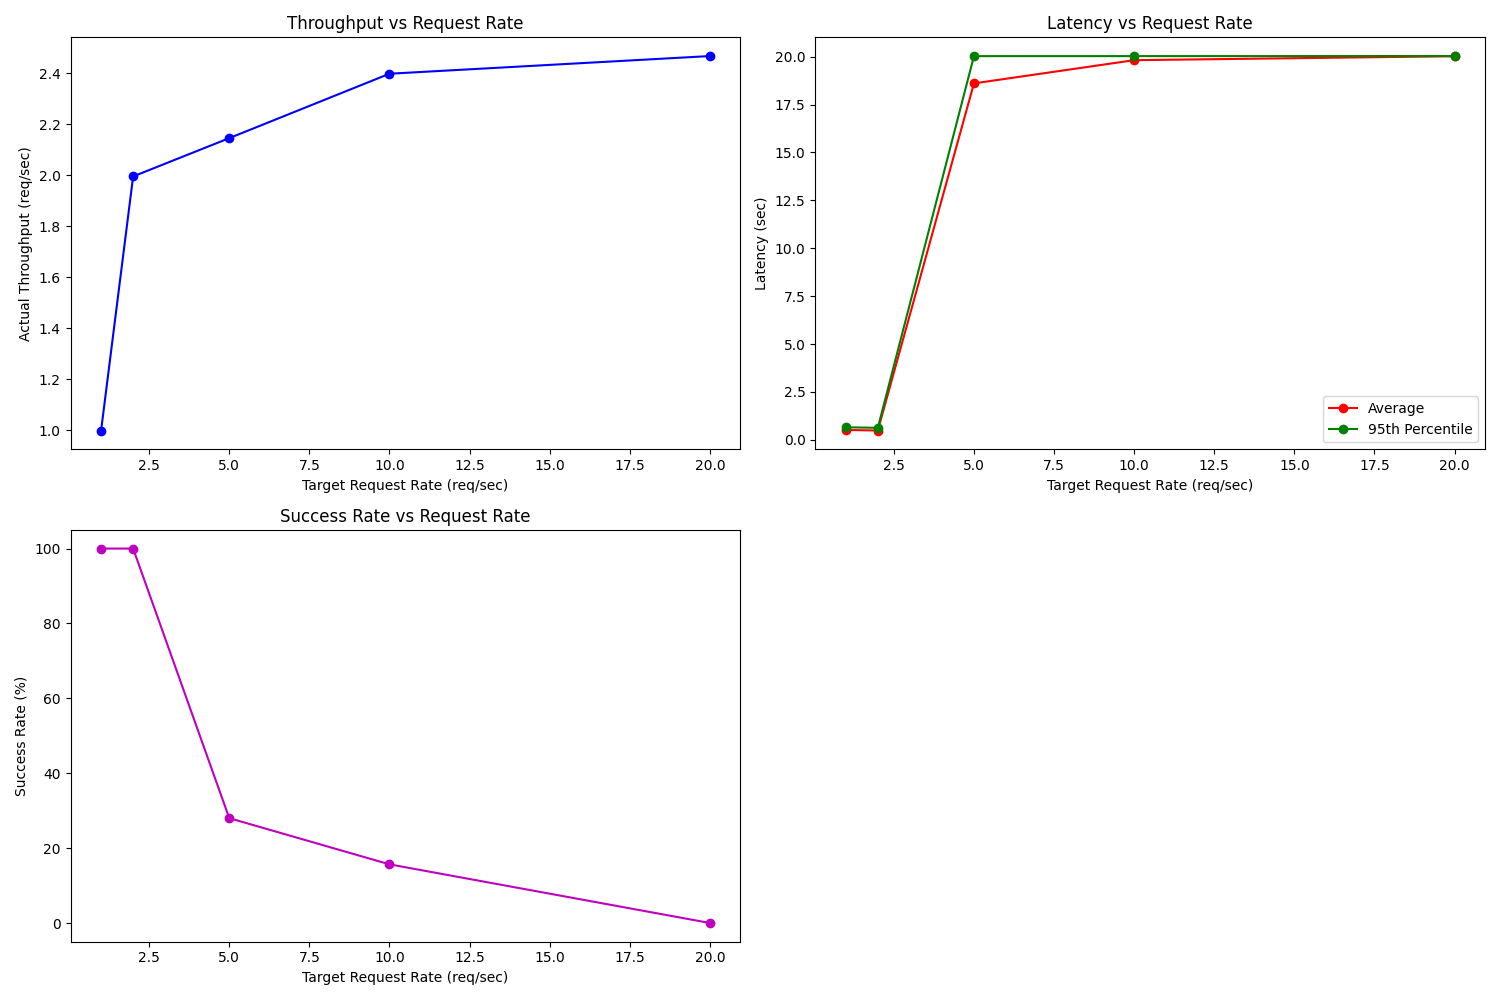 Throughput vs Request Rate
Actual Throughput (req/sec)
2.4
2.2
2.0
1.8
1.6
1.4
1.2
1.0
2.5 5.0 7.5 10.0 12.5 15.0 17.5 20.0
Target Request Rate (req/sec)
Latency vs Request Rate
Latency (sec)
20.0
17.5
15.0
12.5
10.0
7.5
5.0
2.5
0.0
Average
95th Percentile
2.5 5.0 7.5 10.0 12.5 15.0 17.5 20.0
Target Request Rate (req/sec)
Success Rate vs Request Rate
Success Rate (%)
100
80
60
40
20
0
2.5 5.0 7.5 10.0 12.5 15.0 17.5 20.0
Target Request Rate (req/sec)